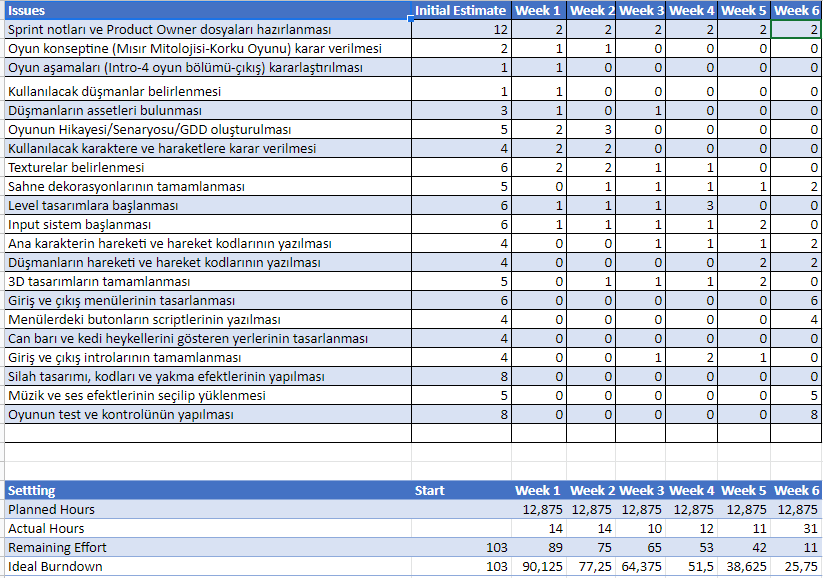 Issues Initial Estimate Week 1 Week 2 Week 3 Week 4 Week 5 Week 6
Sprint notları ve Product Owner dosyaları hazırlanması 12 2 2 2 2 2 2
Oyun konseptine (Mısır Mitolojisi-Korku Oyunu) karar verilmesi 2 1 1 0 0 0 0
Oyun aşamaları (Intro-4 oyun bölümü-çıkış) kararlaştırılması 1 1 0 0 0 0 0
Kullanılacak düşmanlar belirlenmesi 1 1 0 0 0 0 0
Düşmanların assetleri bulunması 3 1 0 1 0 0 0
Oyunun Hikayesi/Senaryosu/GDD oluşturulması 5 2 3 0 0 0 0
Kullanılacak karaktere ve haraketlere karar verilmesi 4 2 2 0 0 0 0
Texturelar belirlenmesi 6 2 2 1 1 0 0
Sahne dekorasyonlarının tamamlanması 5 0 1 1 1 1 2
Level tasarımlara başlanması 6 1 1 1 3 0 0
Input sistem başlanması 6 1 1 1 1 2 0
Ana karakterin hareketi ve hareket kodlarının yazılması 4 0 0 1 1 1 2
Düşmanların hareketi ve hareket kodlarının yazılması 4 0 0 0 0 2 2
3D tasarımların tamamlanması 5 0 1 1 1 2 0
Giriş ve çıkış menülerinin tasarlanması 6 0 0 0 0 0 6
Menülerdeki butonların scriptlerinin yazılması 4 0 0 0 0 0 4
Can barı ve kedi heykellerini gösteren yerlerinin tasarlanması 4 0 0 0 0 0 0
Giriş ve çıkış introlarının tamamlanması 4 0 0 1 2 1 0
Silah tasarımı, kodları ve yakma efektlerinin yapılması 8 0 0 0 0 0 0
Müzik ve ses efektlerinin seçilip yüklenmesi 5 0 0 0 0 0 5
Oyunun test ve kontrolünün yapılması 8 0 0 0 0 0 8
Settting Start Week 1 Week 2 Week 3 Week 4 Week 5 Week 6
Planned Hours 12,875 12,875 12,875 12,875 12,875 12,875
Actual Hours 14 14 10 12 11 31
Remaining Effort 103 89 75 65 53 42 11
Ideal Burndown 103 90,125 77,25 64,375 51,5 38,625 25,75